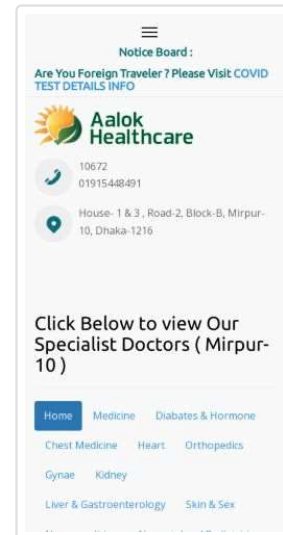 Notice Board :
Are You Foreign Traveler ? Please Visit COVID
TEST DETAILS INFO
Aalok
Healthcare
10672
01915448491
House- 1 & 3 , Road-2, Block-B, Mirpur-
10, Dhaka-1216
Click Below to view Our
Specialist Doctors ( Mirpur-
10 )
Home Medicine Diabates & Hormone
Chest Medicine Heart Orthopedics
Gynae Kidney
Liver & Gastroenterology Skin & Sex